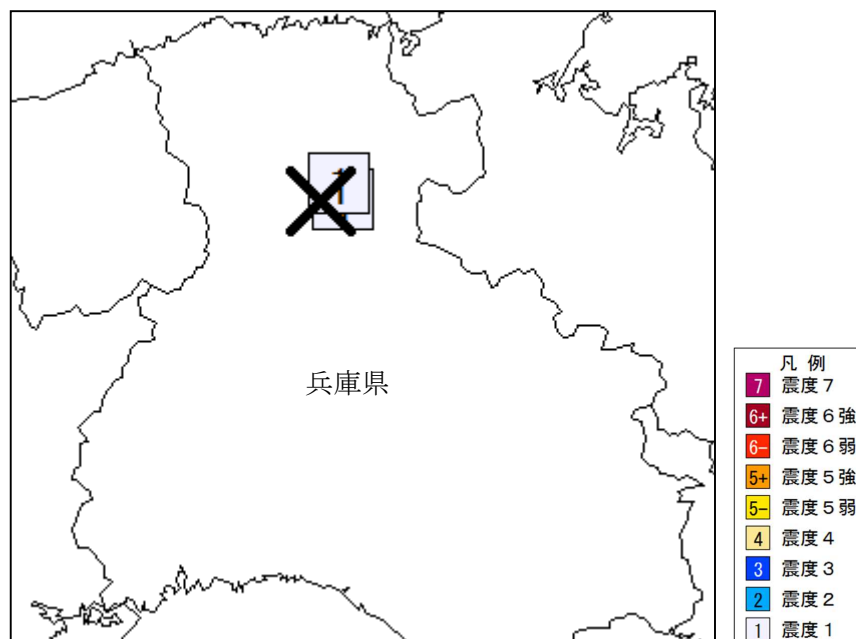 1
兵庫県
凡 例
7 震度7
6+ 震度6強
6- 震度6弱
5+ 震度5強
5- 震度5弱
4 震度4
3 震度3
2 震度2
1 震度1